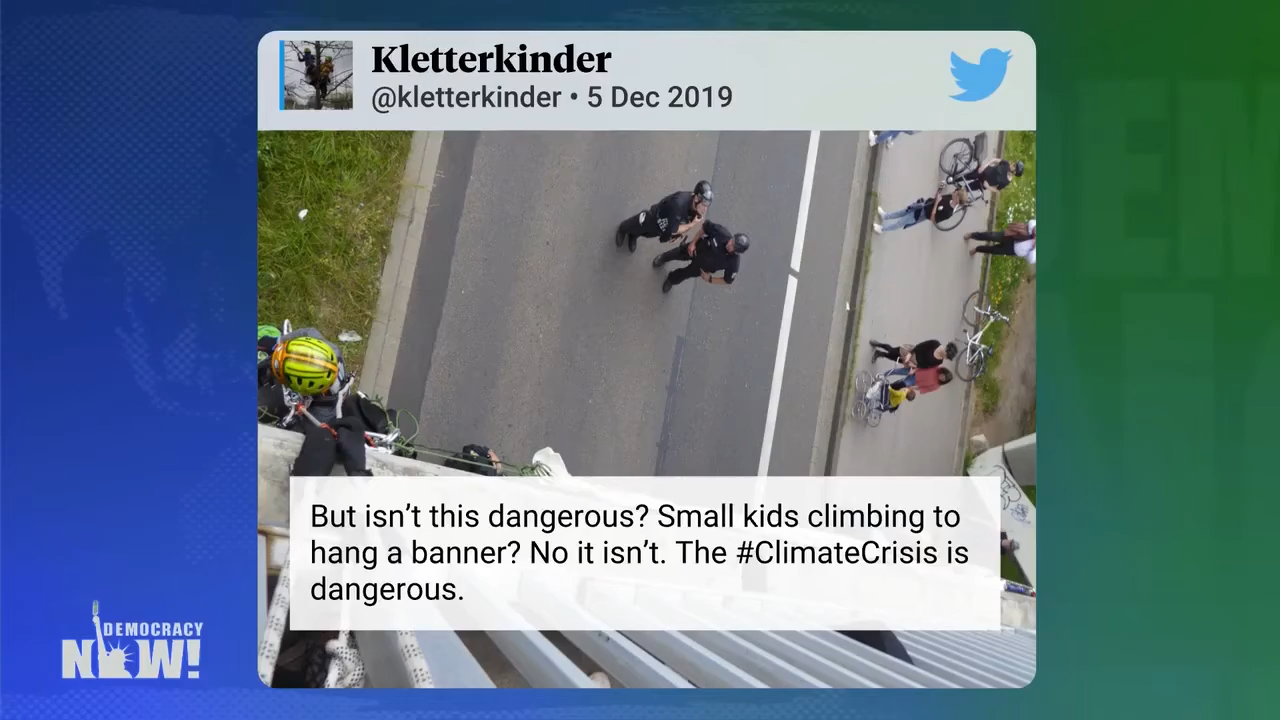 Kletterkinder
@kletterkinder • 5 Dec 2019
But isn’t this dangerous? Small kids climbing to
hang a banner? No it isn’t. The #ClimateCrisis is
dangerous.
DEMOCRACY
NOW!